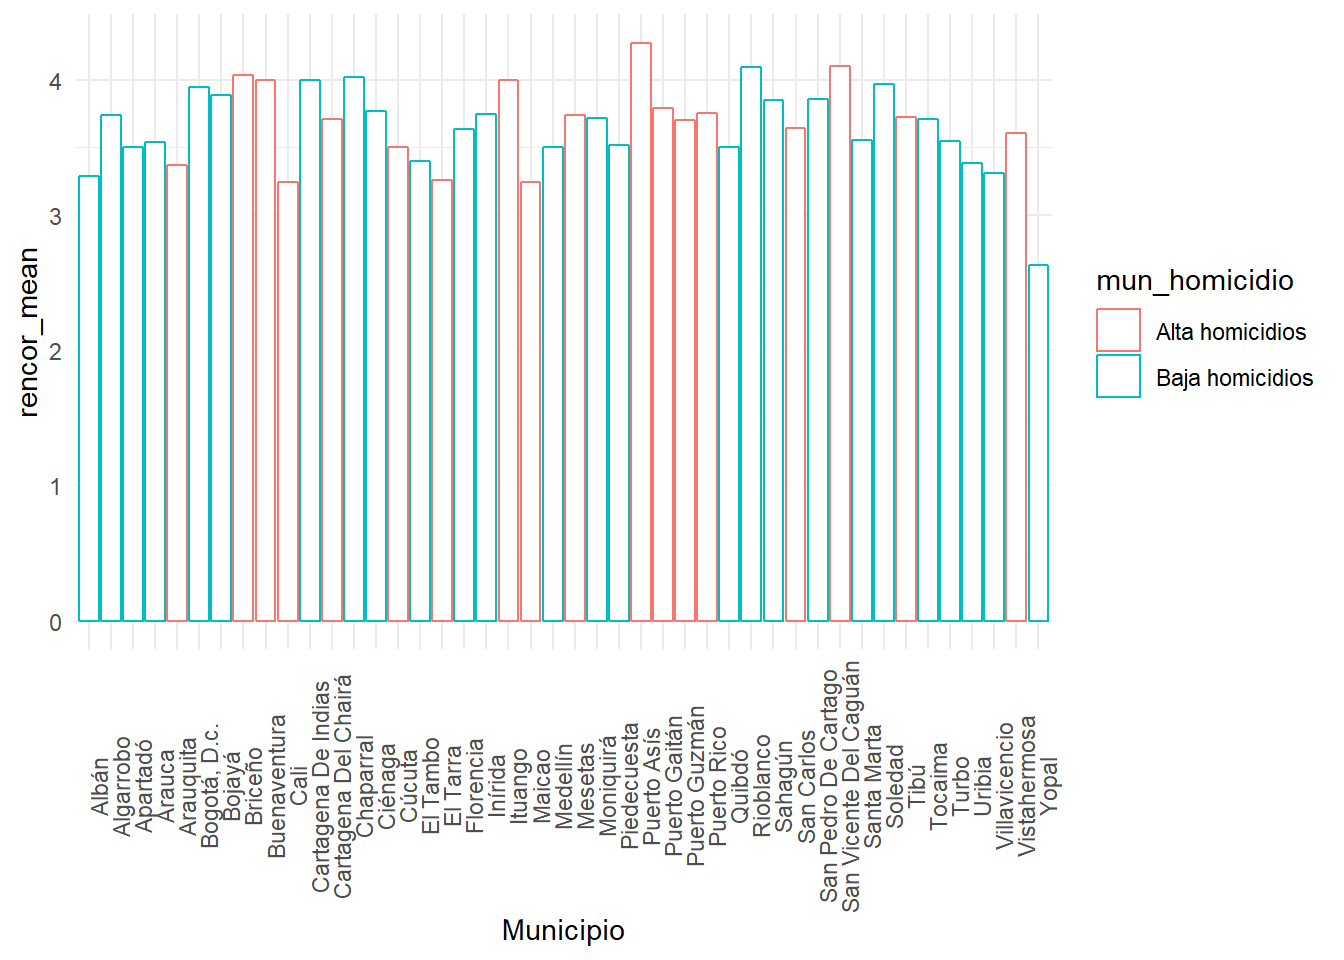 4
3
2
1
0
rencor_mean
Albán
Algarrobo
Apartadó
Arauca
Arauquita
Bogotá, D.c.
Bojayá
Briceño
Buenaventura
Cali
Cartagena De Indias
Cartagena Del Chairá
Chaparral
Ciénaga
Cúcuta
El Tambo
El Tarra
Florencia
Inírida
Ituango
Maicao
Medellín
Mesetas
Moniquirá
Piedecuesta
Puerto Asís
Puerto Gaitán
Puerto Guzmán
Puerto Rico
Quibdó
Rioblanco
Sahagún
San Carlos
San Pedro De Cartago
San Vicente Del Caguán
Santa Marta
Soledad
Tibú
Tocaima
Turbo
Uribia
Villavicencio
Vistahermosa
Yopal
Municipio
mun_homicidio
Alta homicidios
Baja homicidios